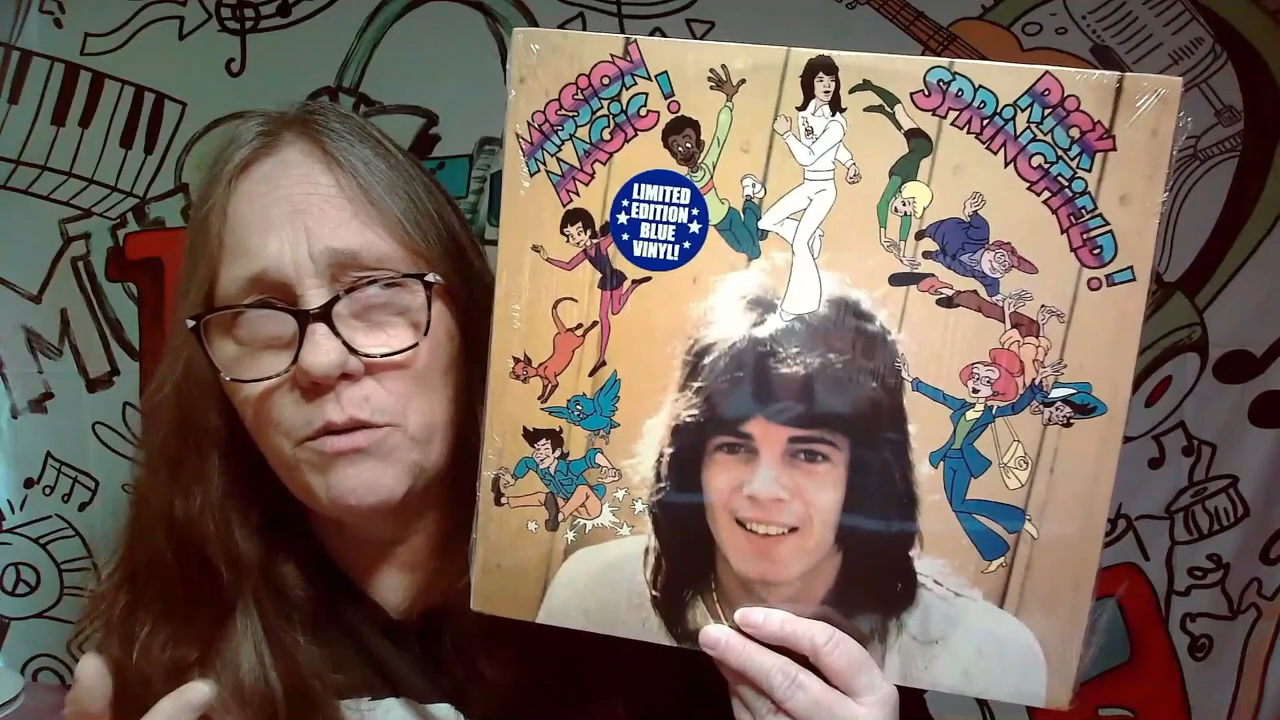 MISSION
MAGIC!
RICK
SPRINGFIELD!
LIMITED
EDITION
BLUE
VINYL!